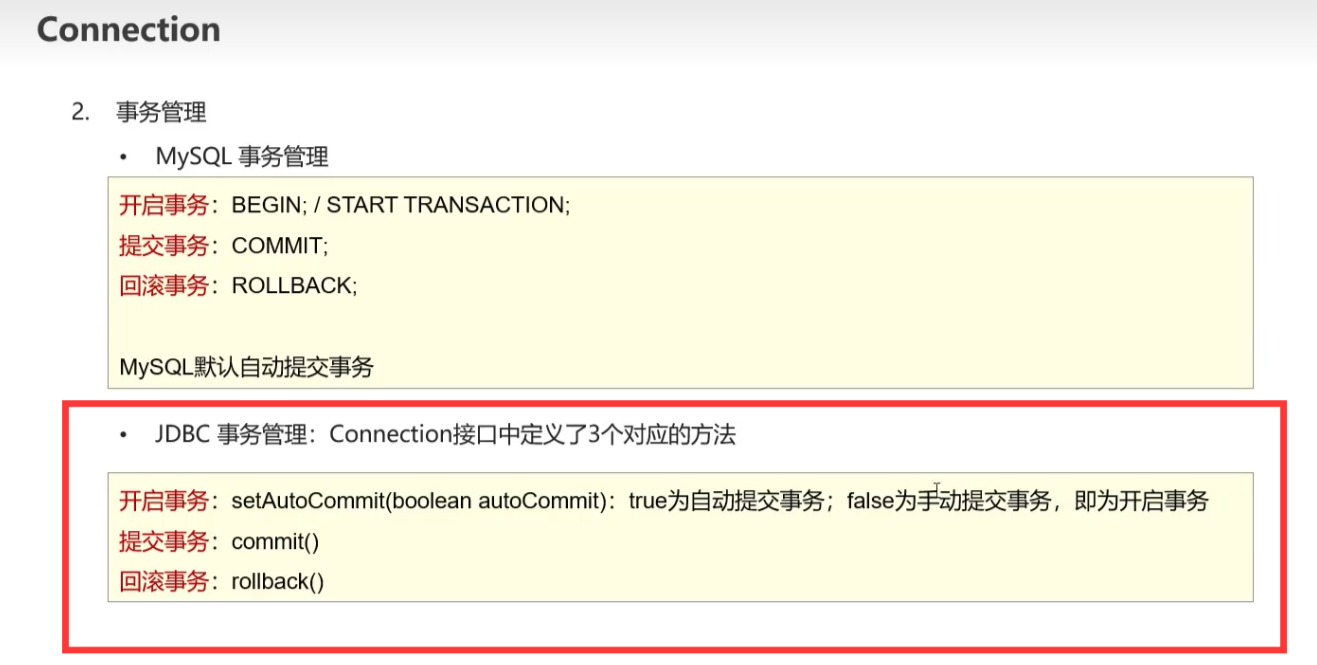 Connection
2. 事务管理
• MySQL 事务管理
开启事务：BEGIN; / START TRANSACTION;
提交事务：COMMIT;
回滚事务：ROLLBACK;
MySQL默认自动提交事务
• JDBC 事务管理：Connection接口中定义了3个对应的方法
开启事务：setAutoCommit(boolean autoCommit)：true为自动提交事务；false为手动提交事务，即为开启事务
提交事务：commit()
回滚事务：rollback()